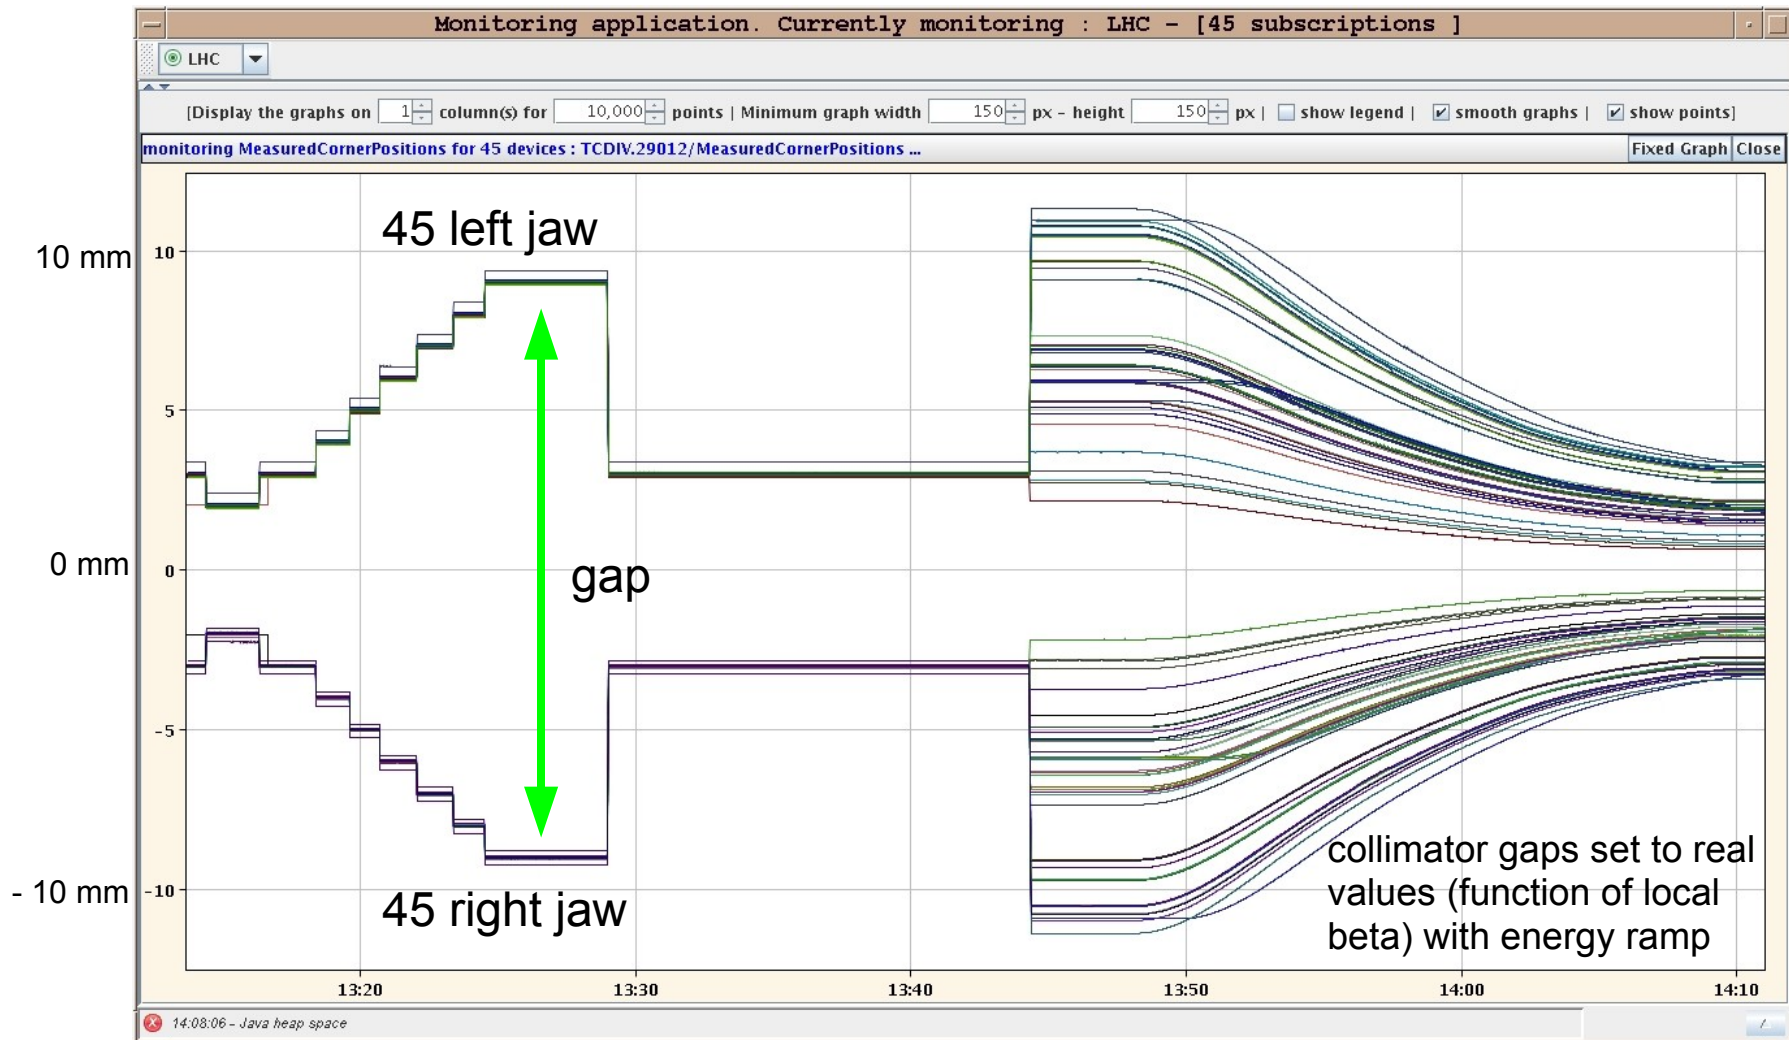 Monitoring application. Currently monitoring : LHC - [45 subscriptions ]
LHC
[Display the graphs on 1 column(s) for 10,000 points | Minimum graph width 150 px - height 150 px | show legend | smooth graphs | show points]
monitoring MeasuredCornerPositions for 45 devices : TCDIV.29012/MeasuredCornerPositions ... Fixed Graph Close
45 left jaw
10 mm 10
5
gap
0 mm 0
-5
collimator gaps set to real
values (function of local
beta) with energy ramp
- 10 mm -10
45 right jaw
13:20 13:30 13:40 13:50 14:00 14:10
14:08:06 - Java heap space